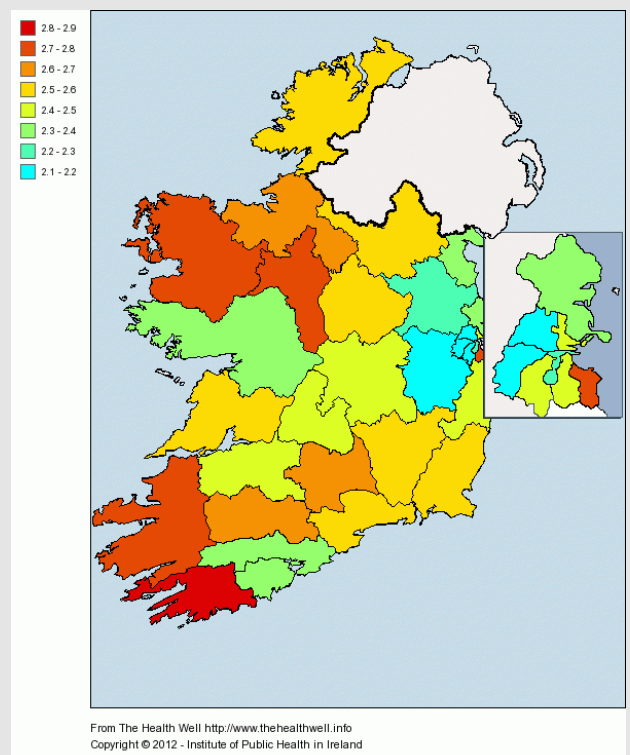 2.8 - 2.9
2.7 - 2.8
2.6 - 2.7
2.5 - 2.6
2.4 - 2.5
2.3 - 2.4
2.2 - 2.3
2.1 - 2.2
From The Health Well http://www.thehealthwell.info
Copyright © 2012 - Institute of Public Health in Ireland